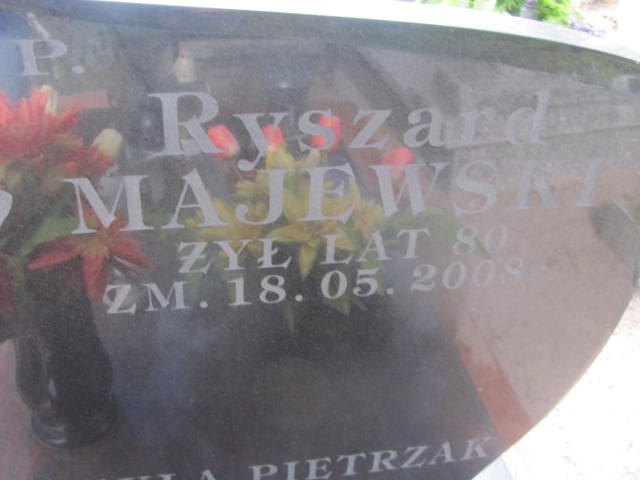 P.
Ryszard
MAJEWSKI
ŻYŁ LAT 80
ZM. 18.05.2008r
PIETRZAK